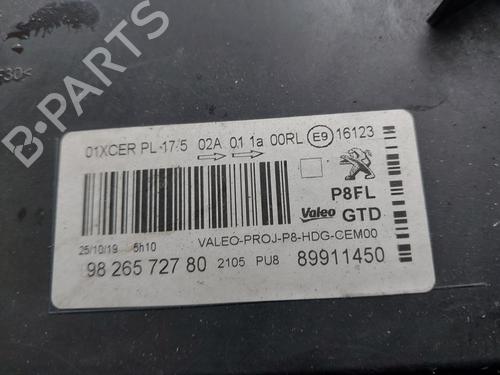 F30<
01XCER PL-17.5 02A 01 1a 00RL E9 16123
P8FL
Valeo GTD
VALEO-PROJ-P8-HDG-CEM00
25/10/19 5h10
98 265 727 80 2105 PU8 89911450